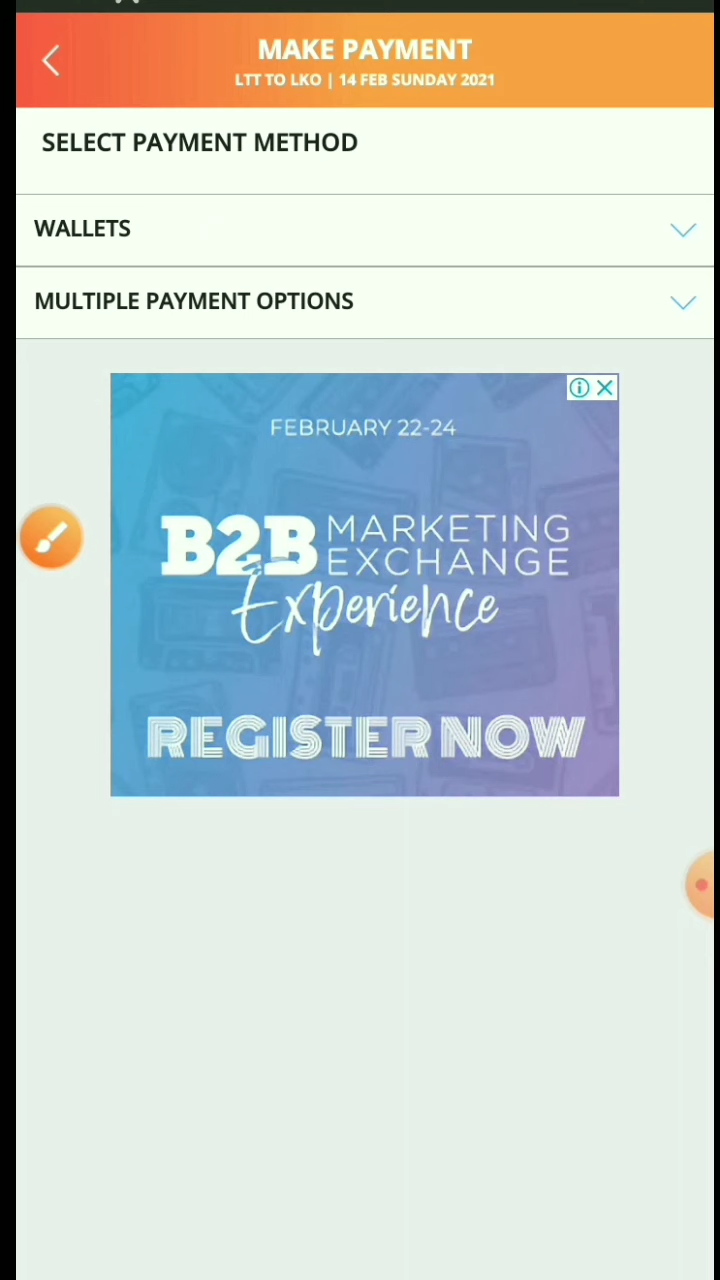 MAKE PAYMENT
LTT TO LKO | 14 FEB SUNDAY 2021
SELECT PAYMENT METHOD
WALLETS
MULTIPLE PAYMENT OPTIONS
FEBRUARY 22-24
B2B MARKETING
EXCHANGE
Experience
REGISTER NOW